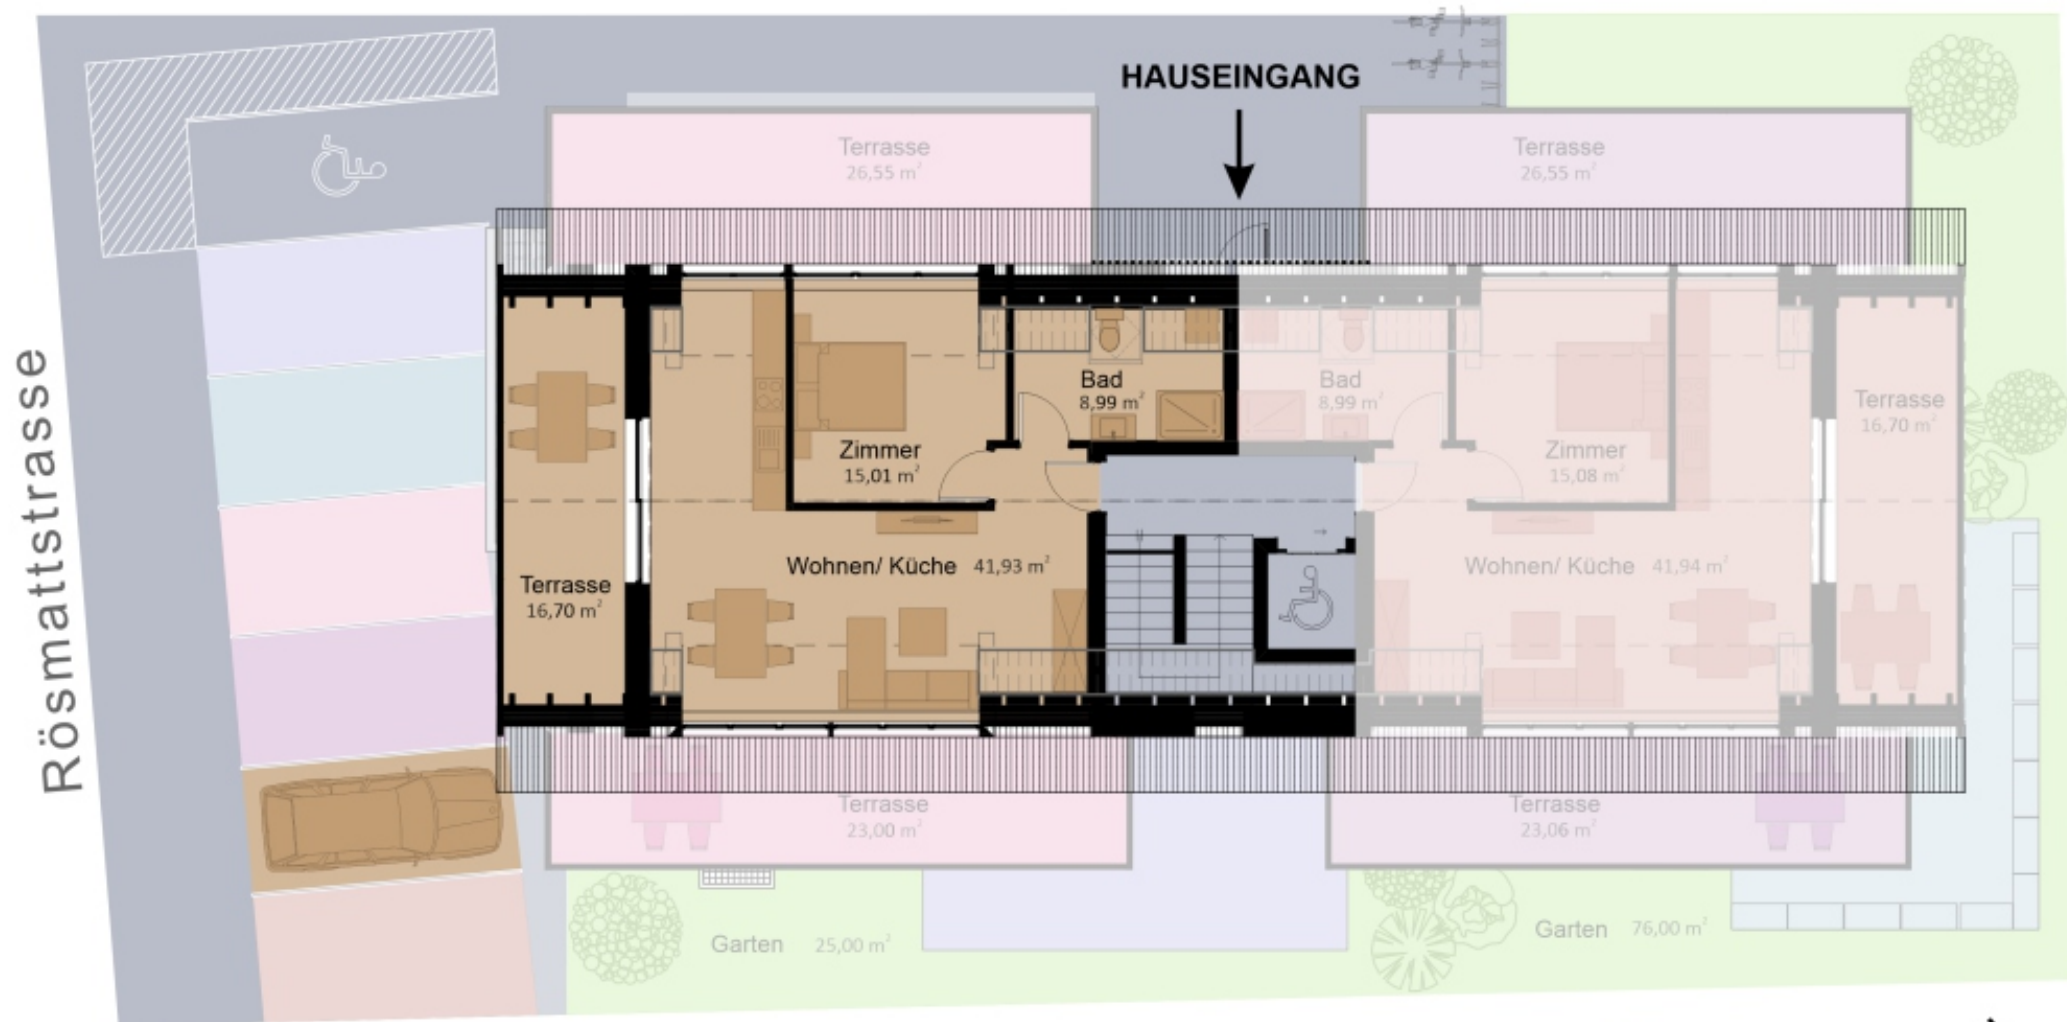 HAUSEINGANG
Terrasse
26,55 m²
Terrasse
26,55 m²
Rösmattstrasse
Bad
8,99 m²
Bad
8,99 m²
Terrasse
16,70 m²
Zimmer
15,01 m²
Zimmer
15,08 m²
Wohnen/ Küche 41,93 m²
Wohnen/ Küche 41,94 m²
Terrasse
16,70 m²
Terrasse
23,00 m²
Terrasse
23,06 m²
Garten 25,00 m²
Garten 76,00 m²